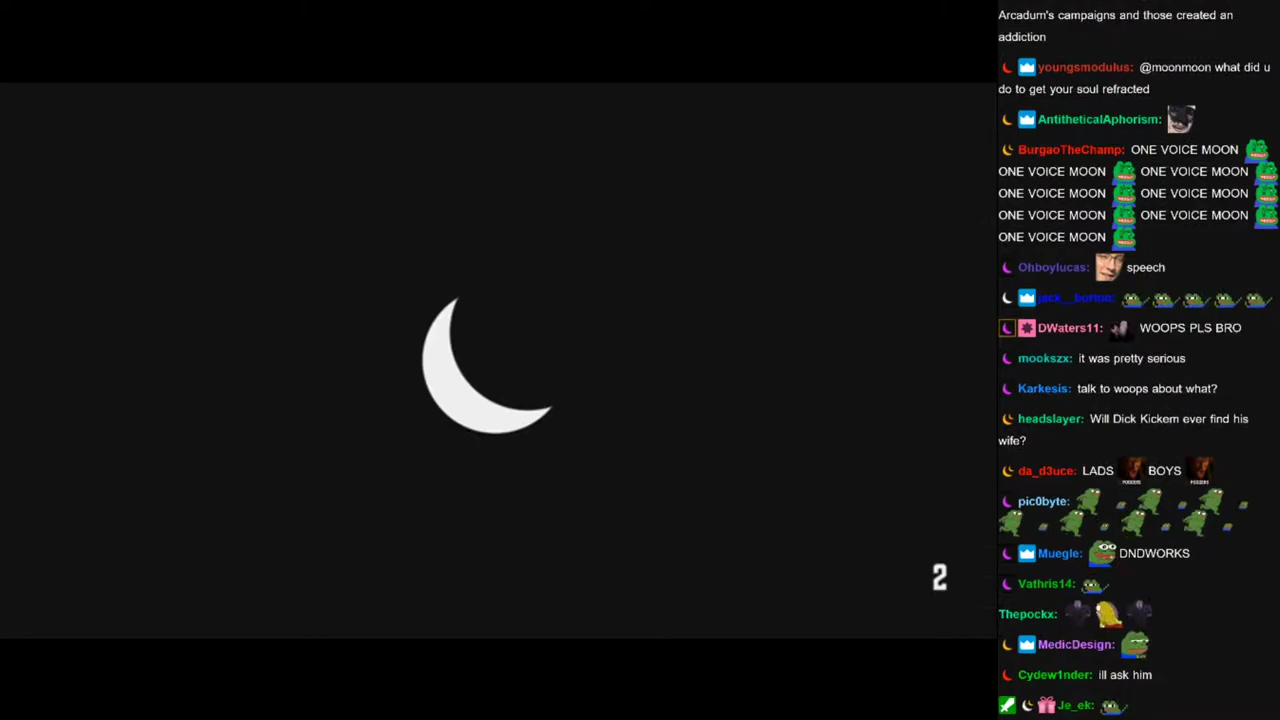 Arcadum's campaigns and those created an
addiction
youngsmodulus: @moonmoon what did u
do to get your soul refracted
AntitheticalAphorism:
BurgaoTheChamp: ONE VOICE MOON
ONE VOICE MOON ONE VOICE MOON
ONE VOICE MOON ONE VOICE MOON
ONE VOICE MOON ONE VOICE MOON
ONE VOICE MOON
Ohboylucas: speech
jack__borton:
DWaters11: WOOPS PLS BRO
mookszx: it was pretty serious
Karkesis: talk to woops about what?
headslayer: Will Dick Kickem ever find his
wife?
da_d3uce: LADS BOYS
pic0byte:
Muegle: DNDWORKS
2
Vathris14:
Thepockx:
MedicDesign:
Cydew1nder: ill ask him
Je_ek: